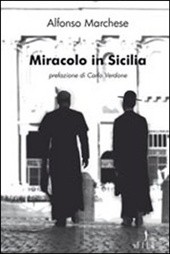 Alfonso Marchese
Miracolo in Sicilia
prefazione di Carlo Verdone